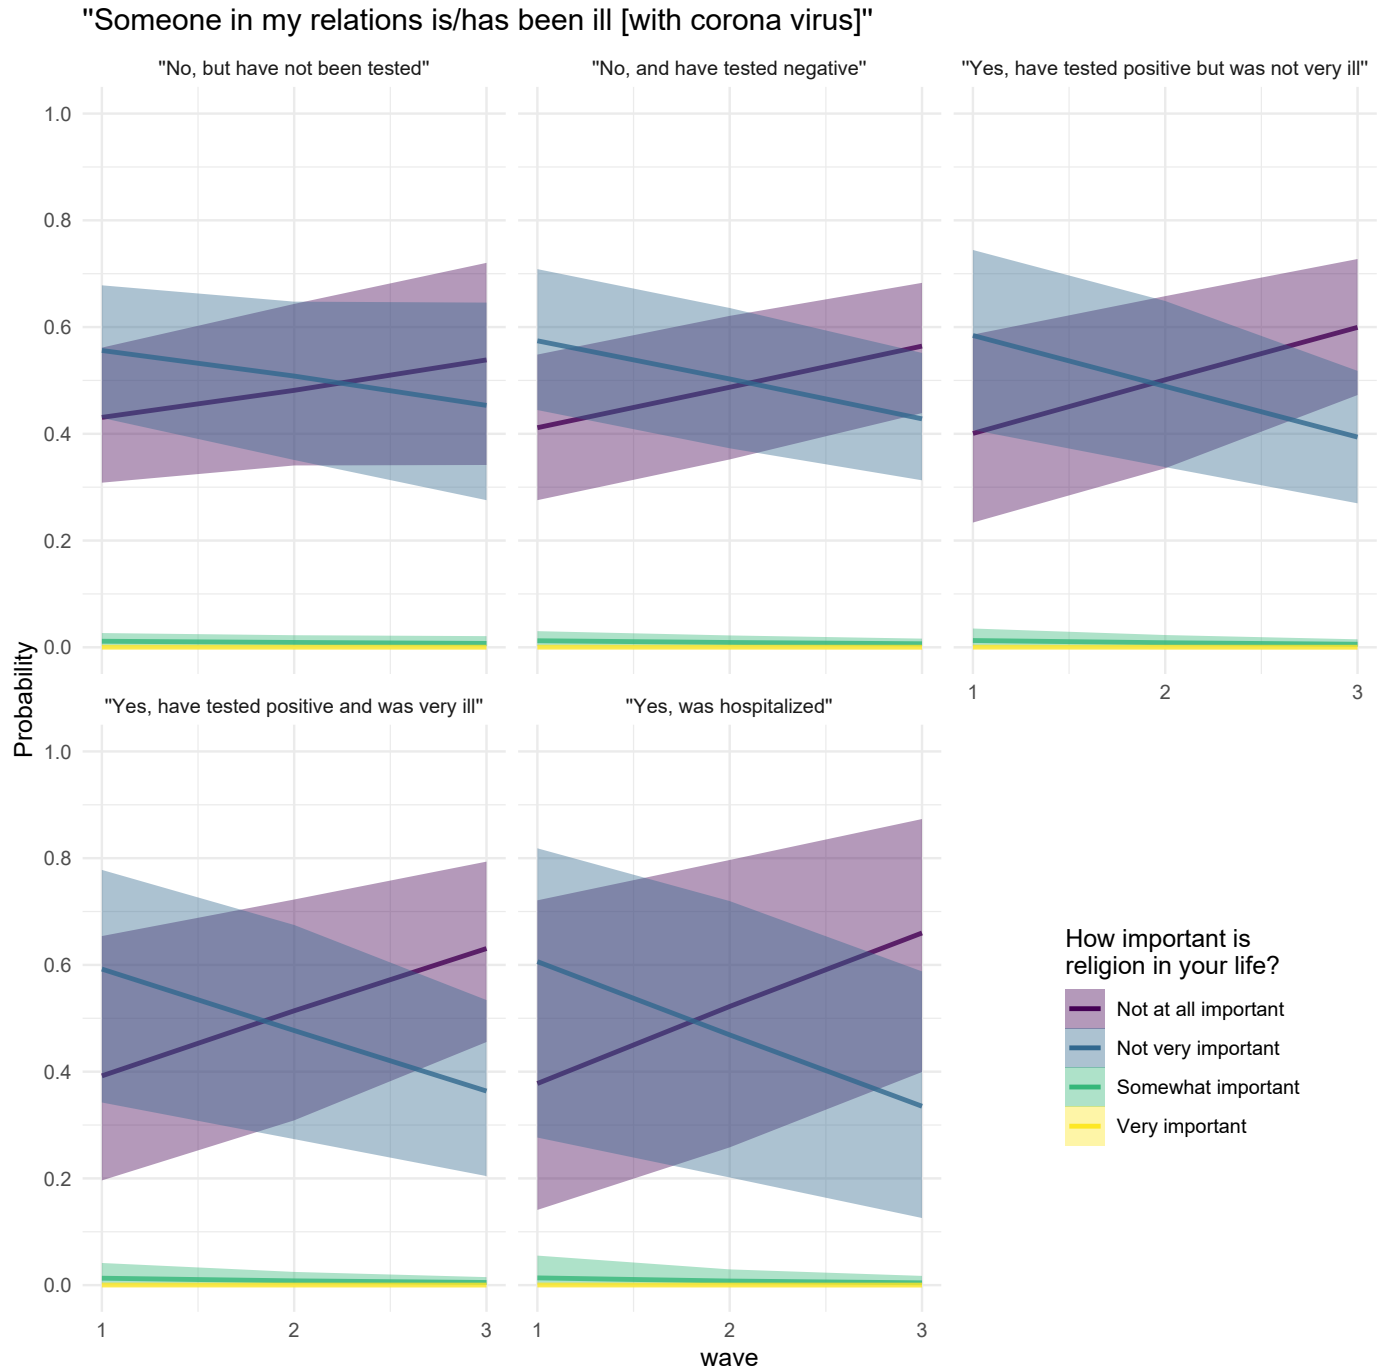 "Someone in my relations is/has been ill [with corona virus]"
"No, but have not been tested"
"No, and have tested negative"
"Yes, have tested positive but was not very ill"
1.0
0.8
0.6
0.4
0.2
0.0
1 2 3
Probability
"Yes, have tested positive and was very ill"
"Yes, was hospitalized"
1.0
0.8
0.6
0.4
0.2
0.0
1 2 3
1 2 3
wave
How important is
religion in your life?
Not at all important
Not very important
Somewhat important
Very important